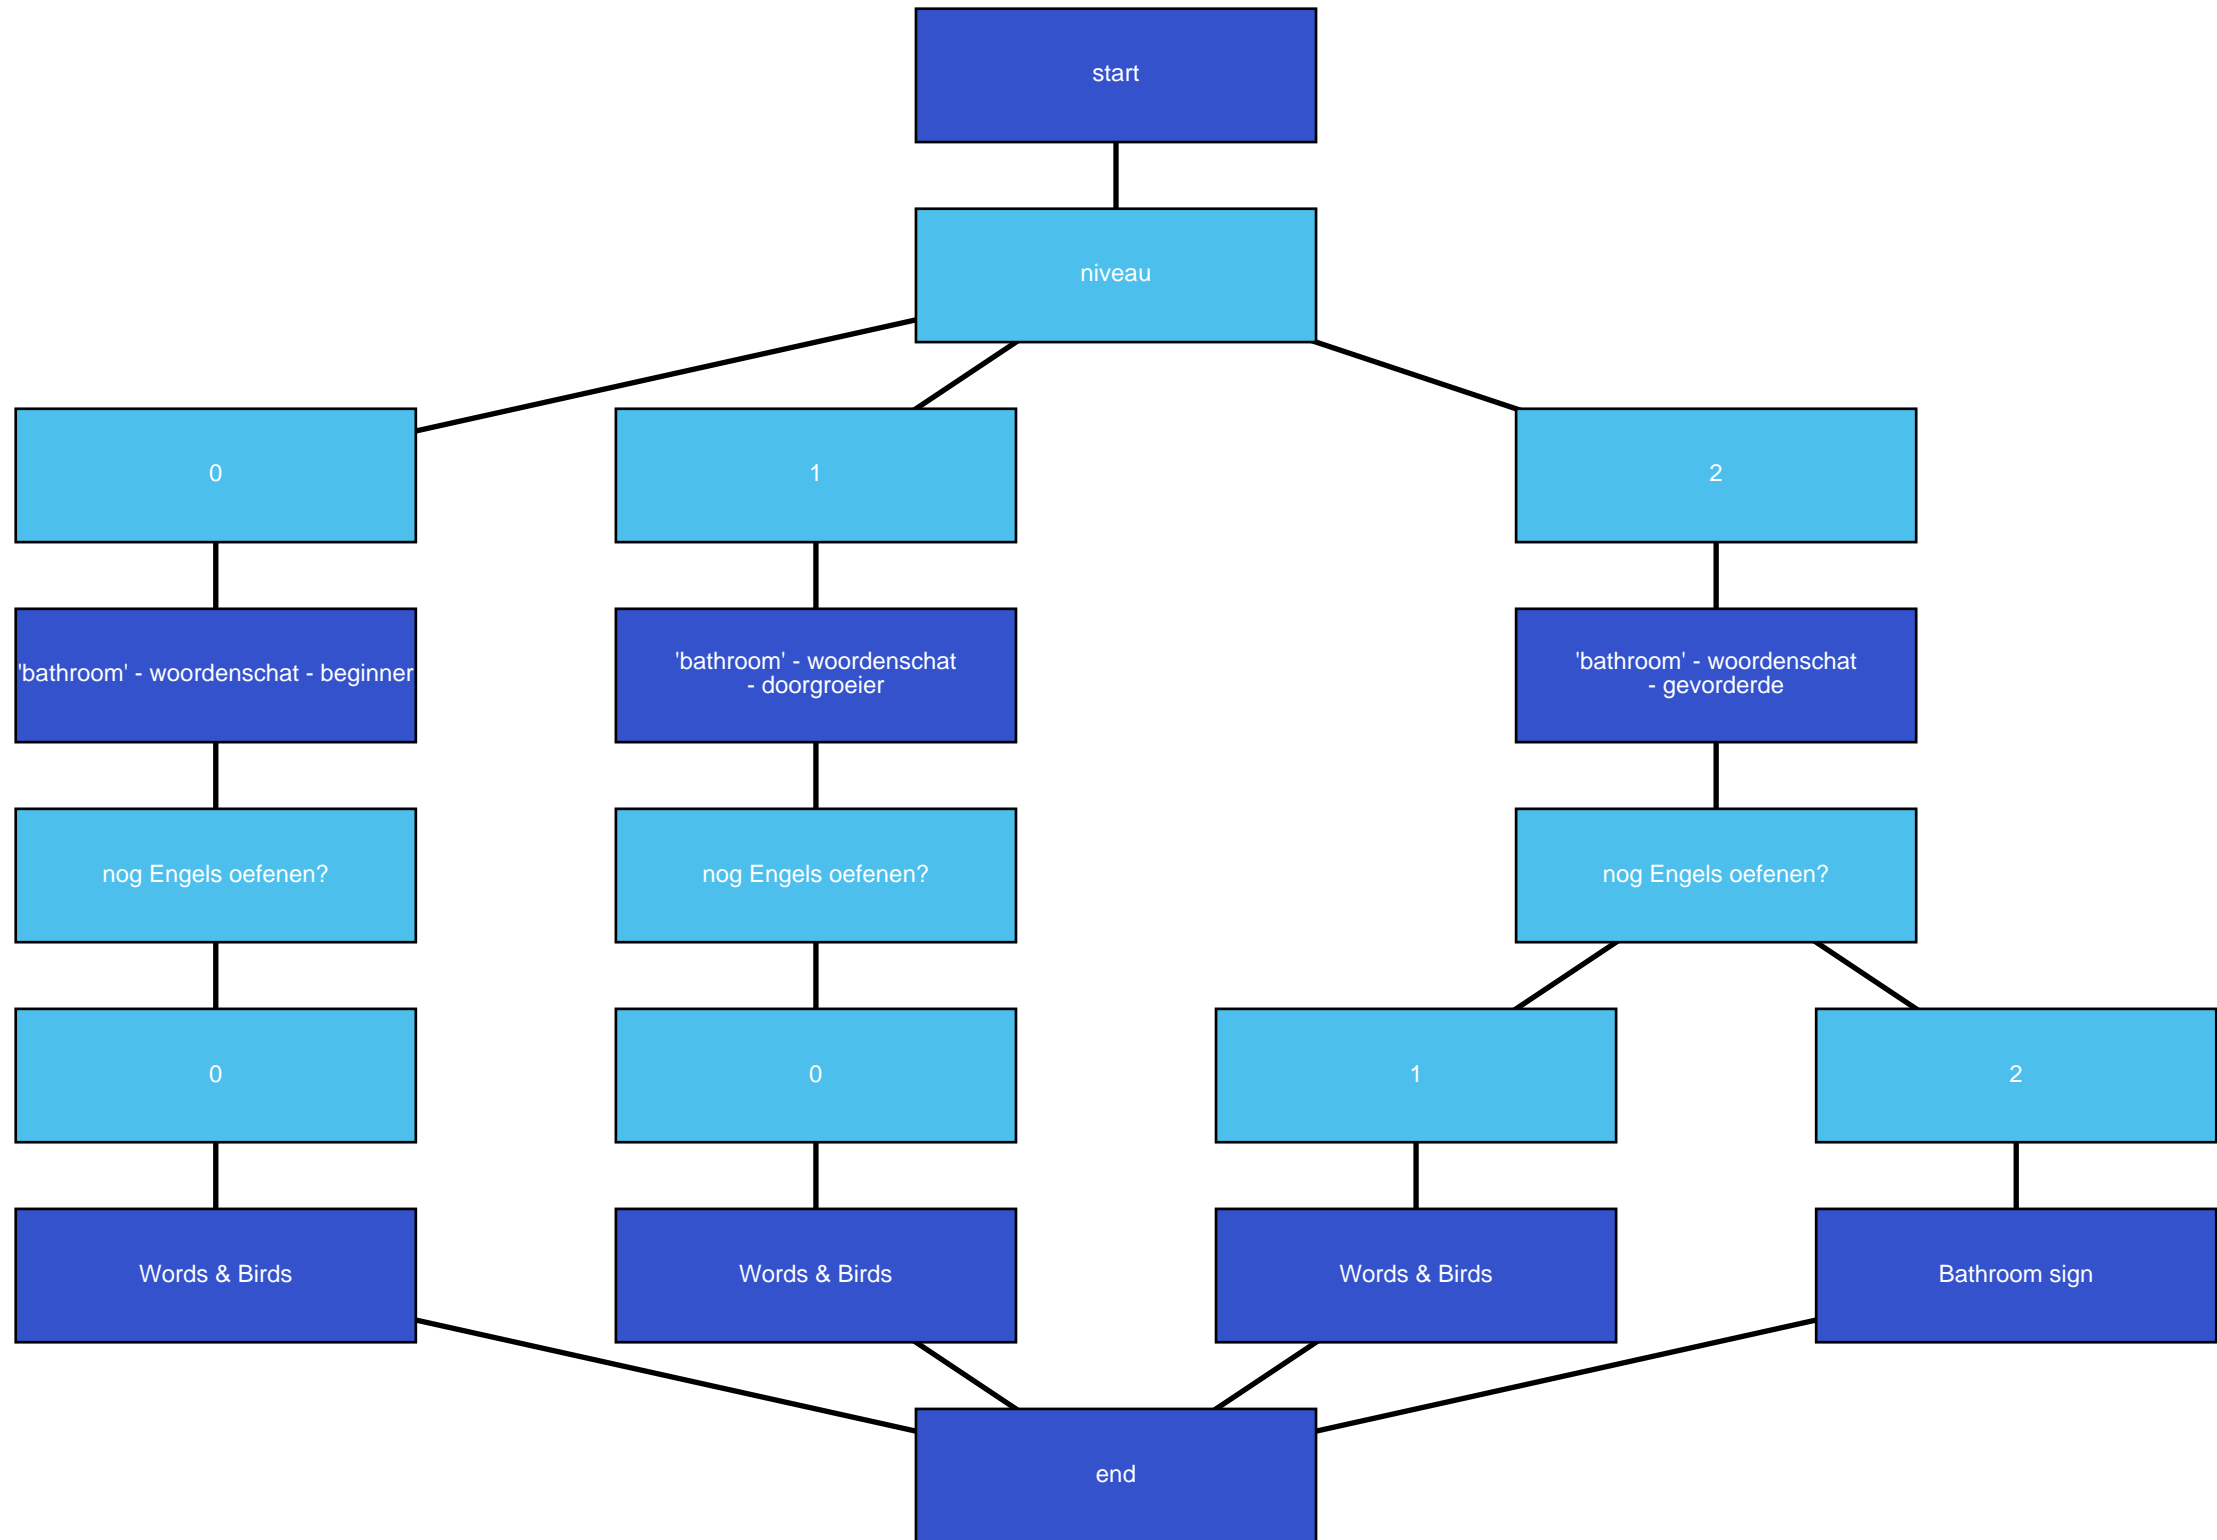 start
niveau
0
1
2
'bathroom' - woordenschat - beginner
'bathroom' - woordenschat
- doorgroeier
'bathroom' - woordenschat
- gevorderde
nog Engels oefenen?
nog Engels oefenen?
nog Engels oefenen?
0
0
1
2
Words & Birds
Words & Birds
Words & Birds
Bathroom sign
end